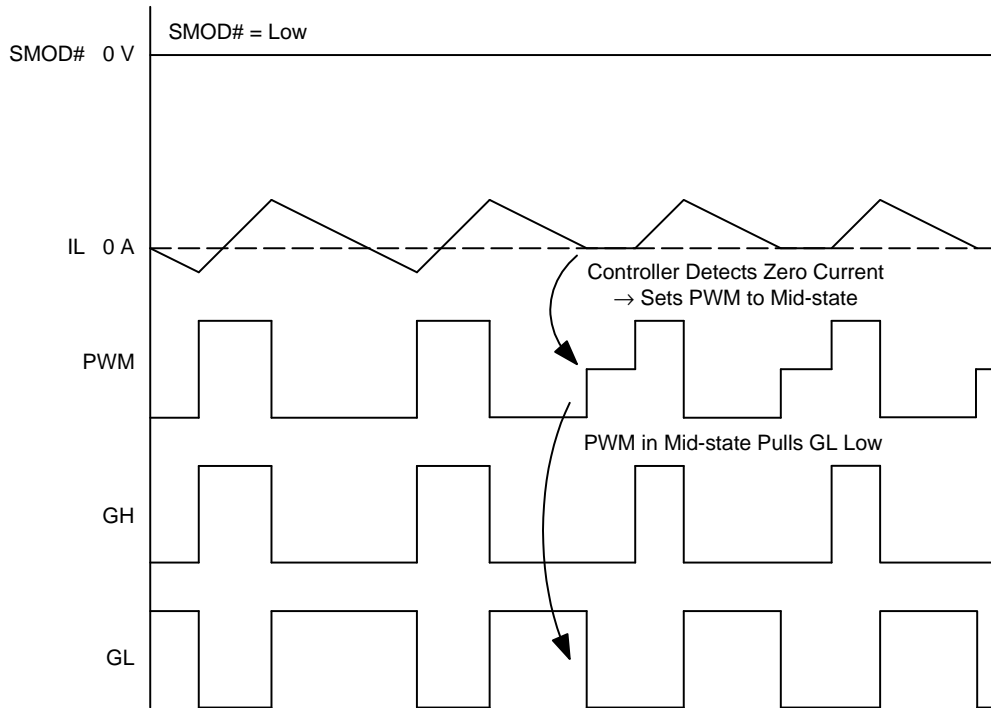 SMOD# = Low
SMOD# 0 V
IL 0 A
Controller Detects Zero Current
→ Sets PWM to Mid-state
PWM
PWM in Mid-state Pulls GL Low
GH
GL